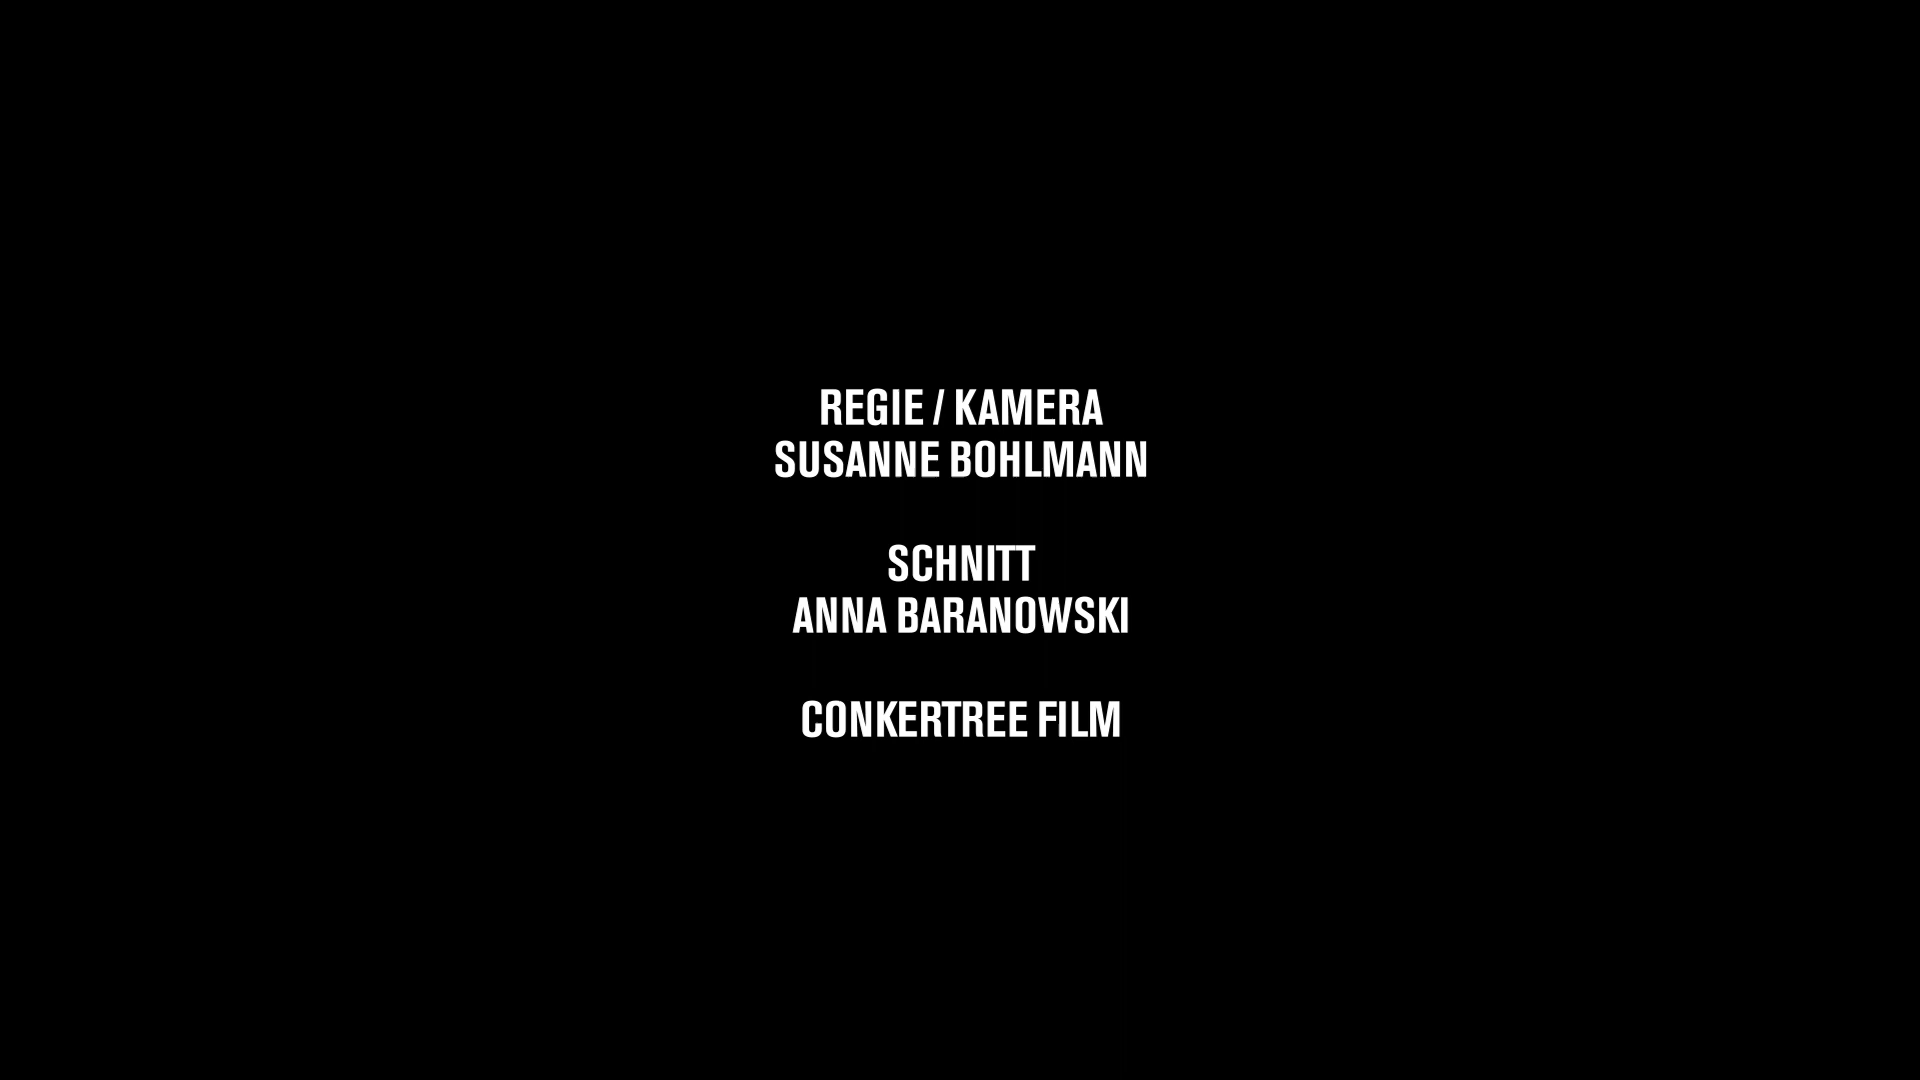 REGIE / KAMERA
SUSANNE BOHLMANN
SCHNITT
ANNA BARANOWSKI
CONKERTREE FILM